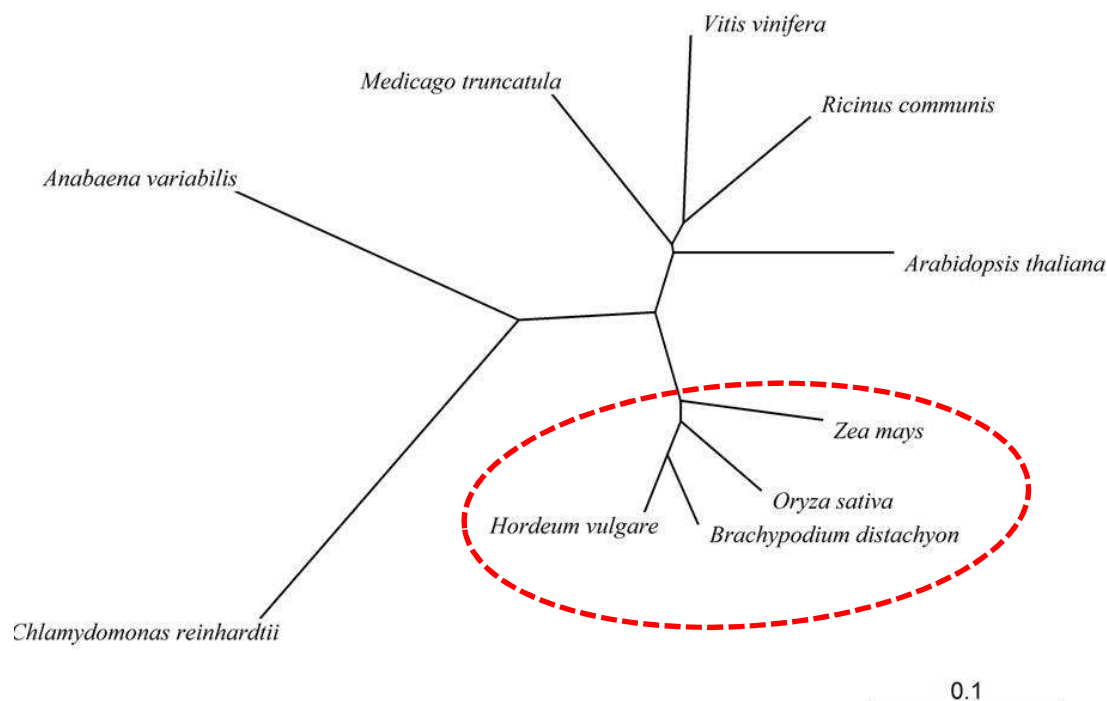 Vitis vinifera
Medicago truncatula
Ricinus communis
Anabaena variabilis
Arabidopsis thaliana
Zea mays
Oryza sativa
Hordeum vulgare
Brachypodium distachyon
Chlamydomonas reinhardtii
0.1